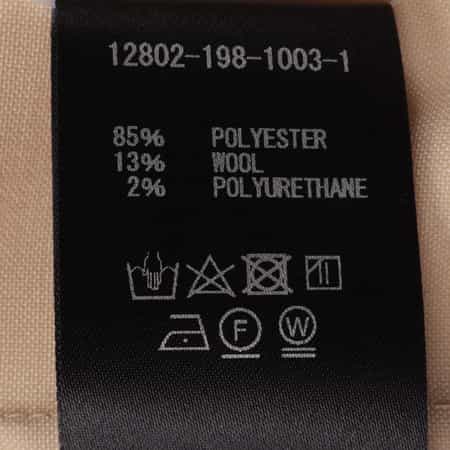 12802-198-1003-1
85% POLYESTER
13% WOOL
2% POLYURETHANE
F W